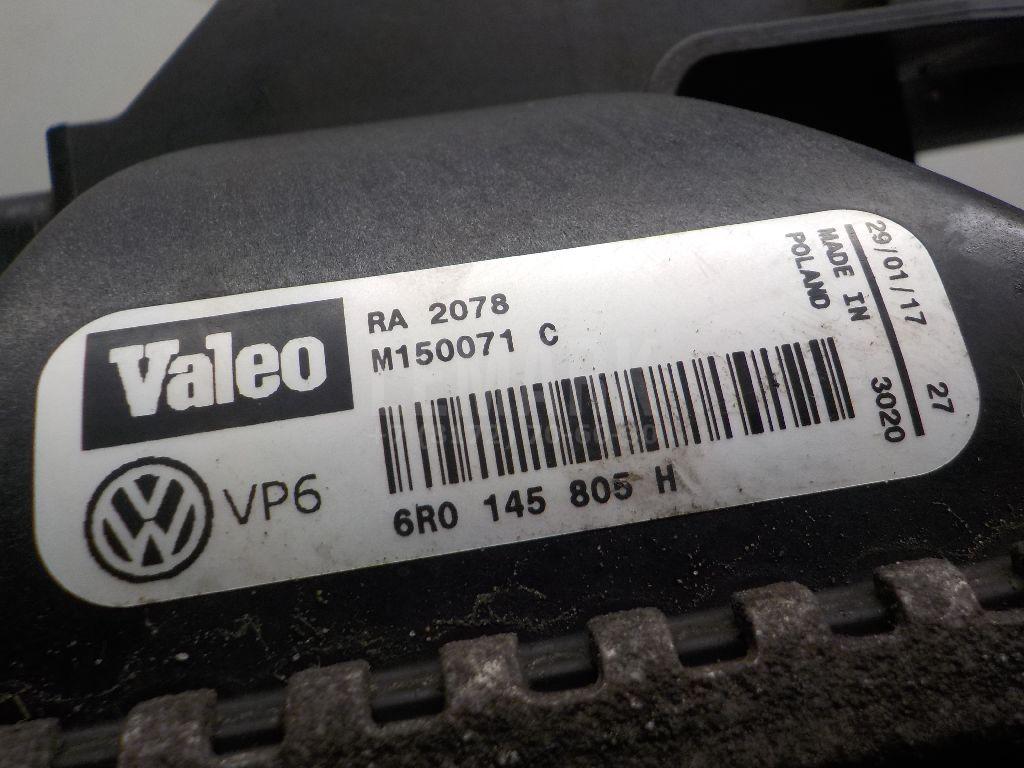 Valeo
RA 2078
M150071 C
6R0 145 805 H
VP6
MADE IN
POLAND
29/01/17 27
3020